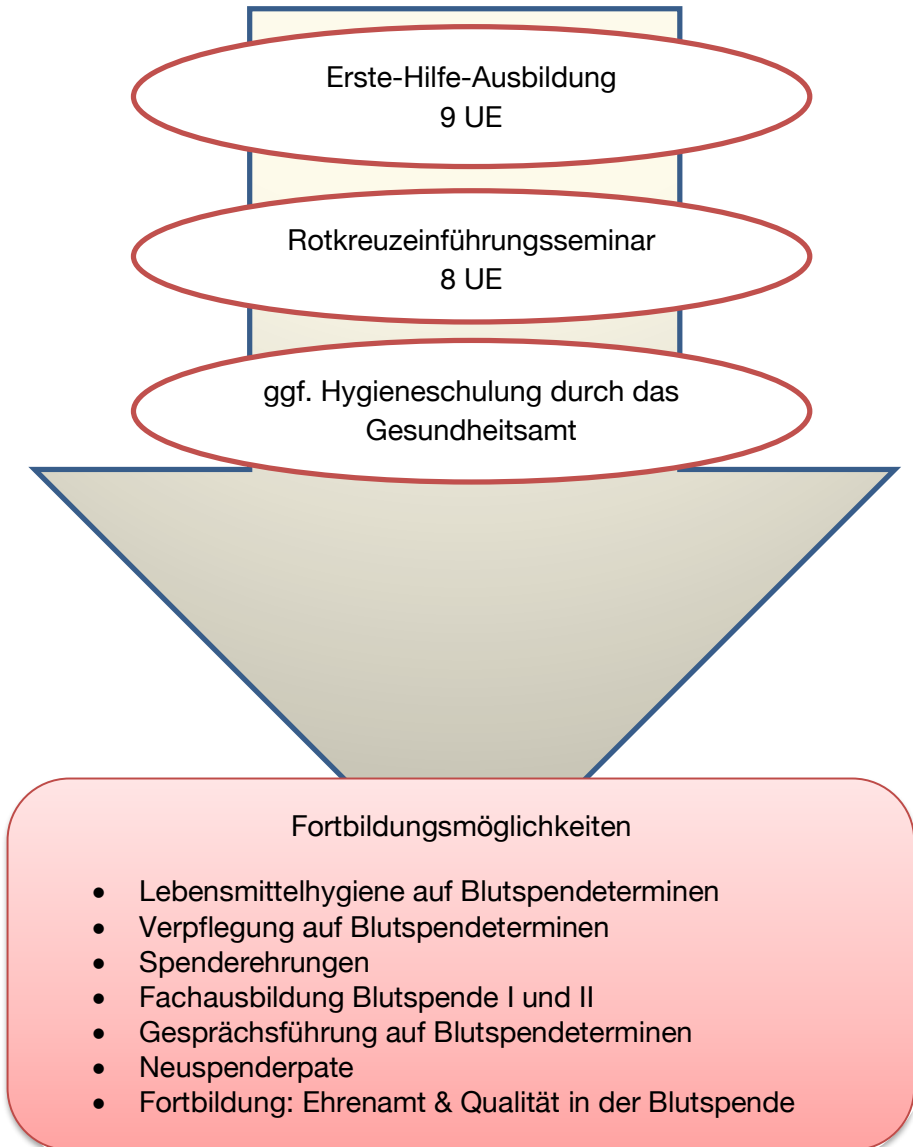 Erste-Hilfe-Ausbildung
9 UE
Rotkreuzeinführungsseminar
8 UE
ggf. Hygieneschulung durch das
Gesundheitsamt
Fortbildungsmöglichkeiten
• Lebensmittelhygiene auf Blutspendeterminen
• Verpflegung auf Blutspendeterminen
• Spenderehrungen
• Fachausbildung Blutspende I und II
• Gesprächsführung auf Blutspendeterminen
• Neuspenderpate
• Fortbildung: Ehrenamt & Qualität in der Blutspende